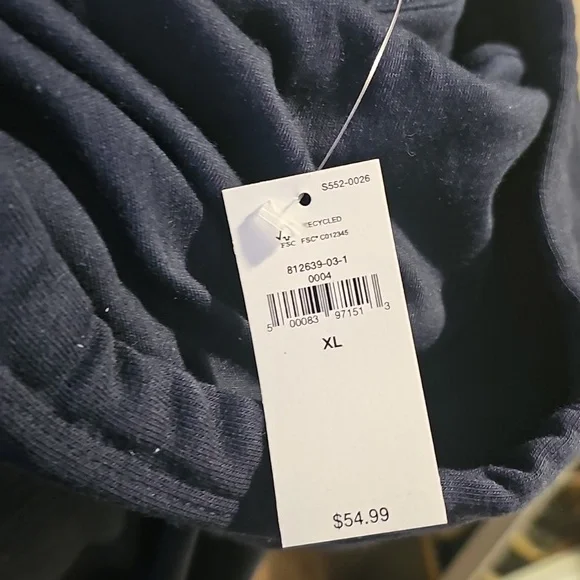 S552-0026
RECYCLED
FSC FSC® C012345
812639-03-1
0004
5 00083 97151 3
XL
$54.99